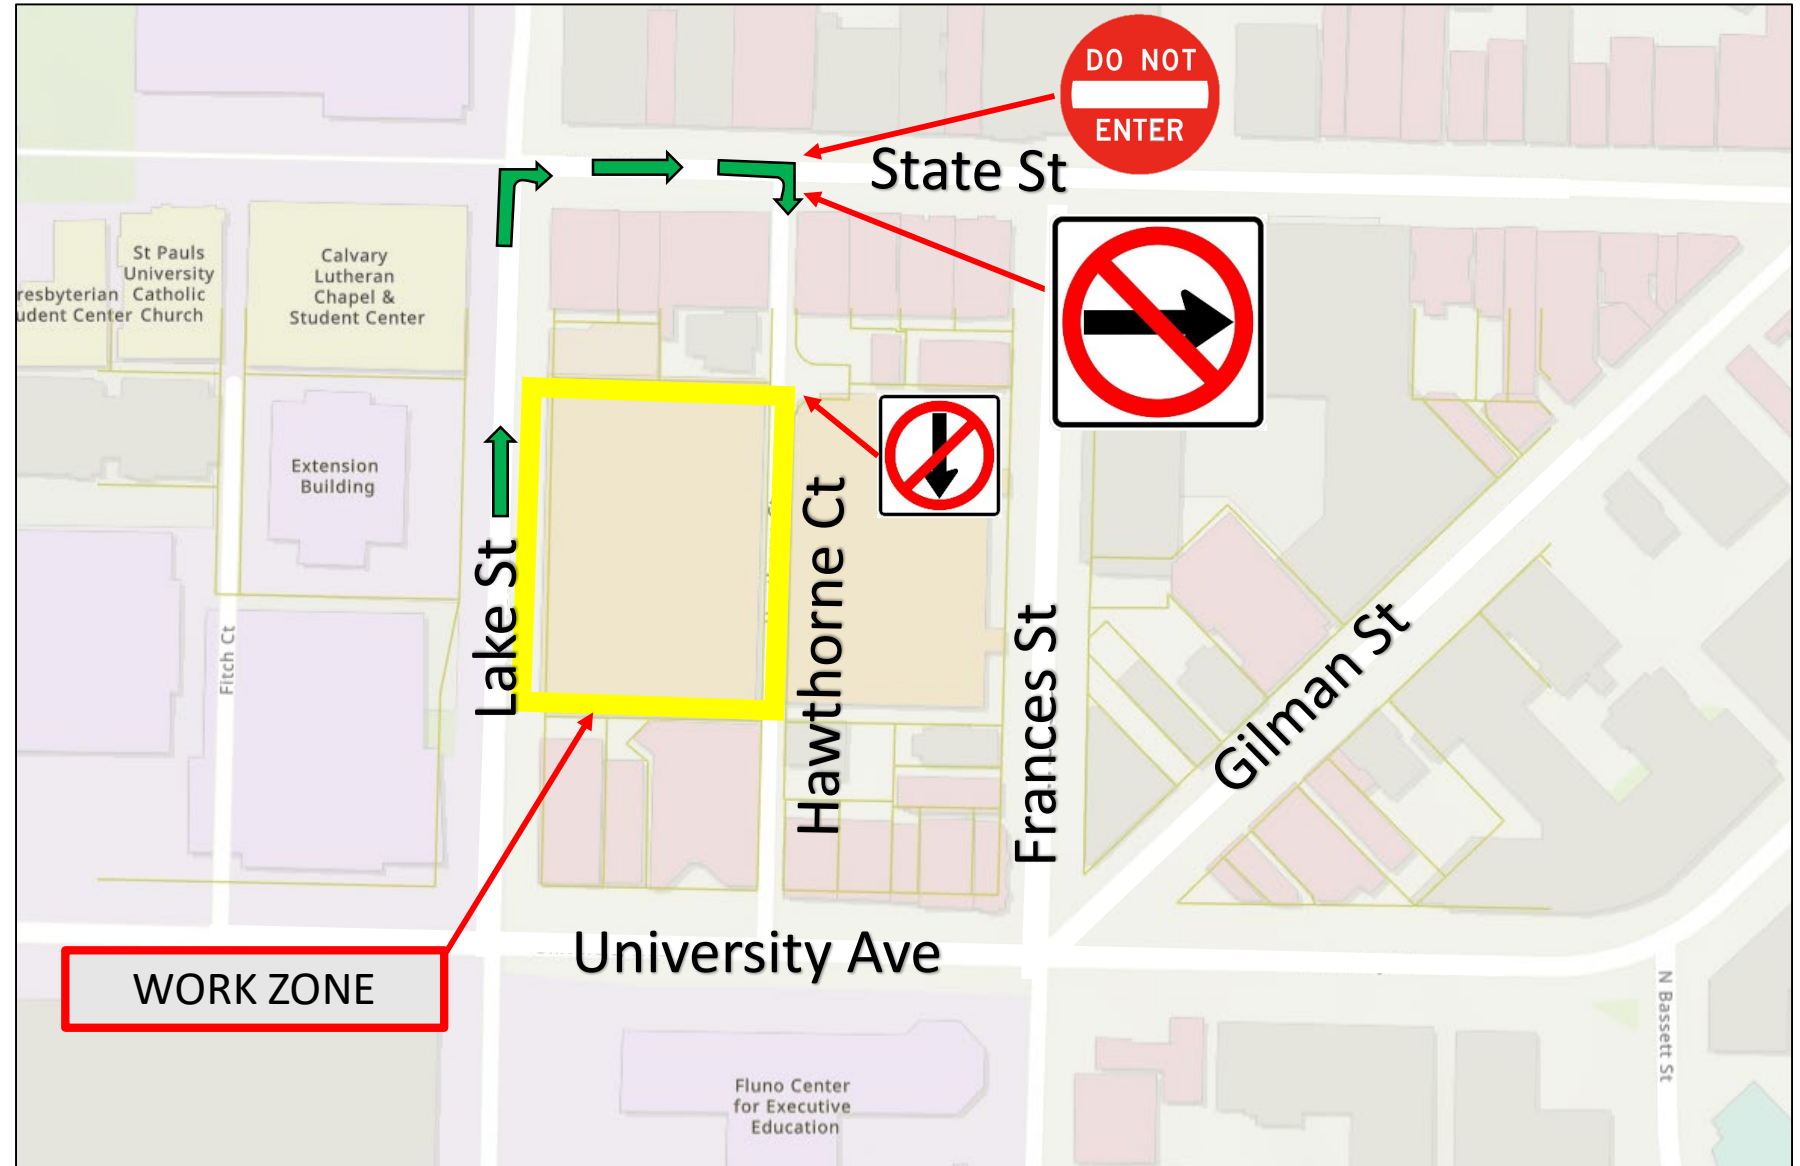 DO NOT
ENTER
State St
St Pauls
University
Catholic
Church
resbyterian
udent Center
Calvary
Lutheran
Chapel &
Student Center
Extension
Building
Lake St
Hawthorne Ct
Frances St
Gilman St
Fitch Ct
University Ave
WORK ZONE
N Bassett St
Fluno Center
for Executive
Education